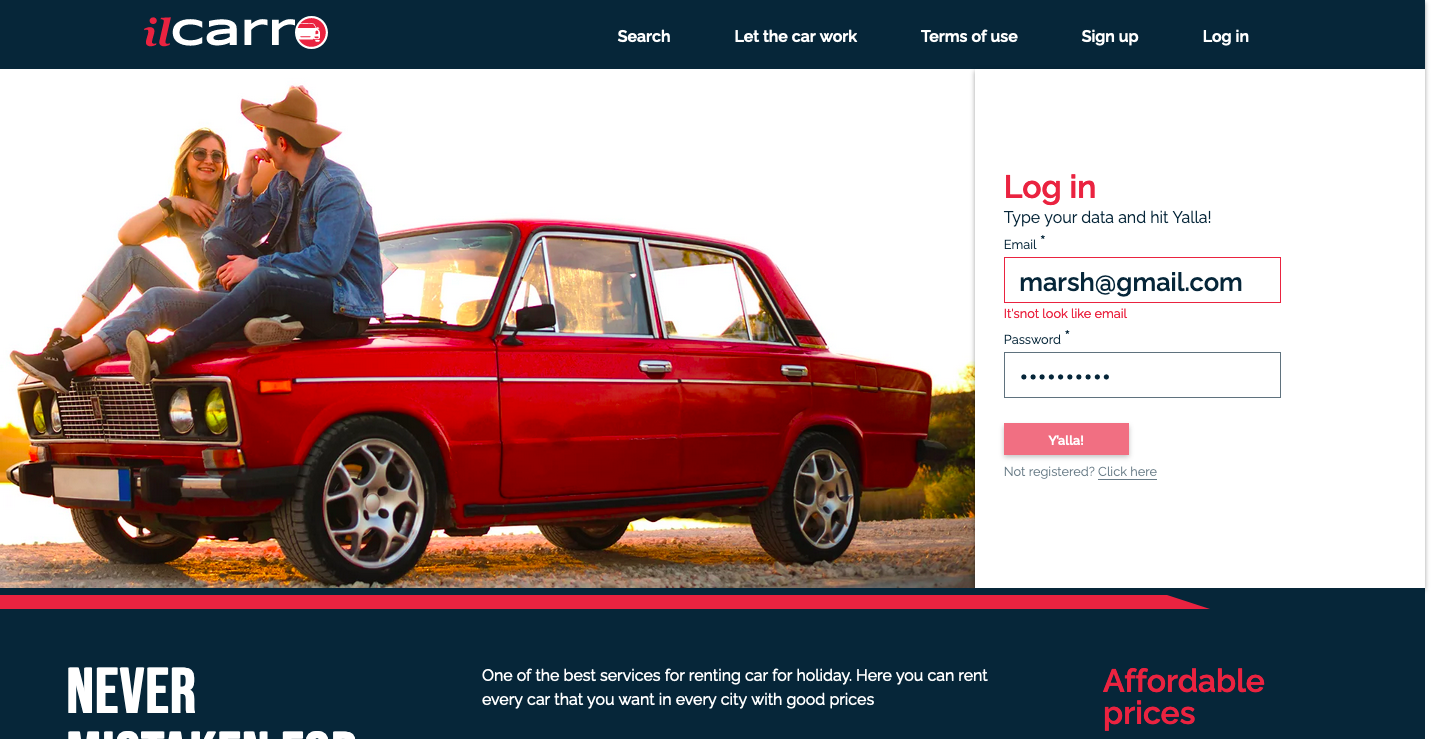 ilcarro
Search Let the car work Terms of use Sign up Log in
Log in
Type your data and hit Yalla!
Email *
marsh@gmail.com
It'snot look like email
Password *
••••••••••
Y'alla!
Not registered? Click here
NEVER
MISTAKEN FOR
One of the best services for renting car for holiday. Here you can rent
every car that you want in every city with good prices
Affordable
prices